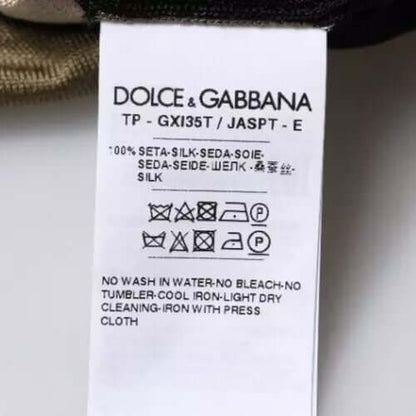 DOLCE & GABBANA
TP - GXI35T / JASPT - E
100% SETA-SILK-SEDA-SOIE-
SEDA-SEIDE-ШЕЛК -桑蚕丝-
SILK
P
P
NO WASH IN WATER-NO BLEACH-NO
TUMBLER-COOL IRON-LIGHT DRY
CLEANING-IRON WITH PRESS
CLOTH